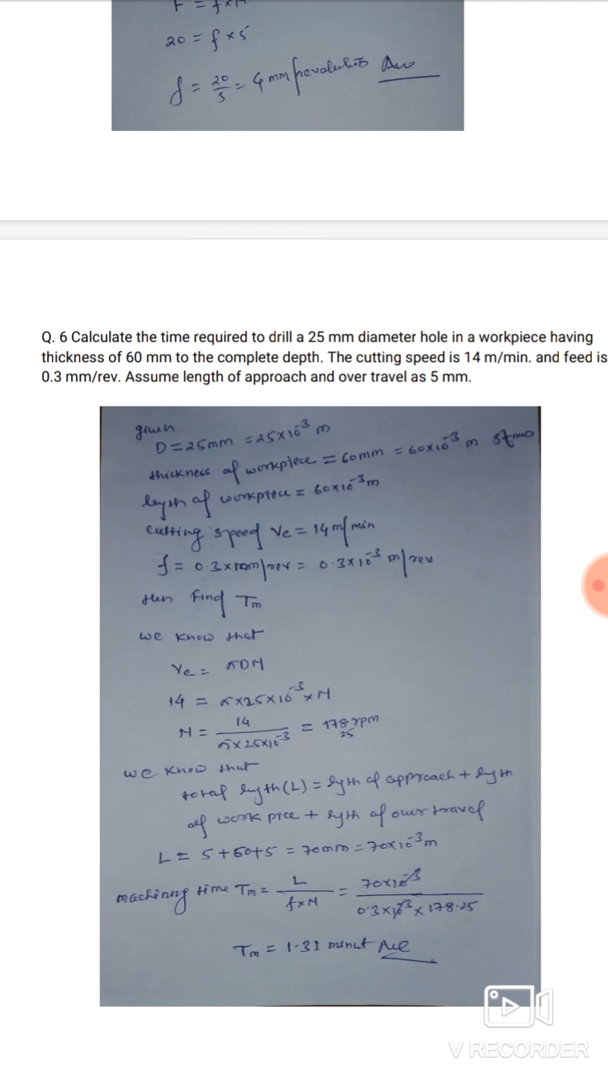 F = f×N
20 = f × 5
f = 20/5 = 4 mm/revolution Ans
Q. 6 Calculate the time required to drill a 25 mm diameter hole in a workpiece having
thickness of 60 mm to the complete depth. The cutting speed is 14 m/min. and feed is
0.3 mm/rev. Assume length of approach and over travel as 5 mm.
given
D = 25mm = 25×10⁻³ m
thickness of workpiece = 60mm = 60×10⁻³ m
length of workpiece = 60×10⁻³m
cutting speed Vc = 14 m/min
f = 0.3 mm/rev = 0.3×10⁻³ m/rev
then find Tm
we know that
Vc = πDN
14 = π×25×10⁻³×N
N = 14/π×25×10⁻³ = 178.25 rpm
we know that
total length (L) = length of approach + length
of work piece + length of over travel
L = 5+60+5 = 70mm = 70×10⁻³m
machining time Tm = L/f×N = 70×10⁻³/0.3×10⁻³×178.25
Tm = 1.31 minut
V RECORDER